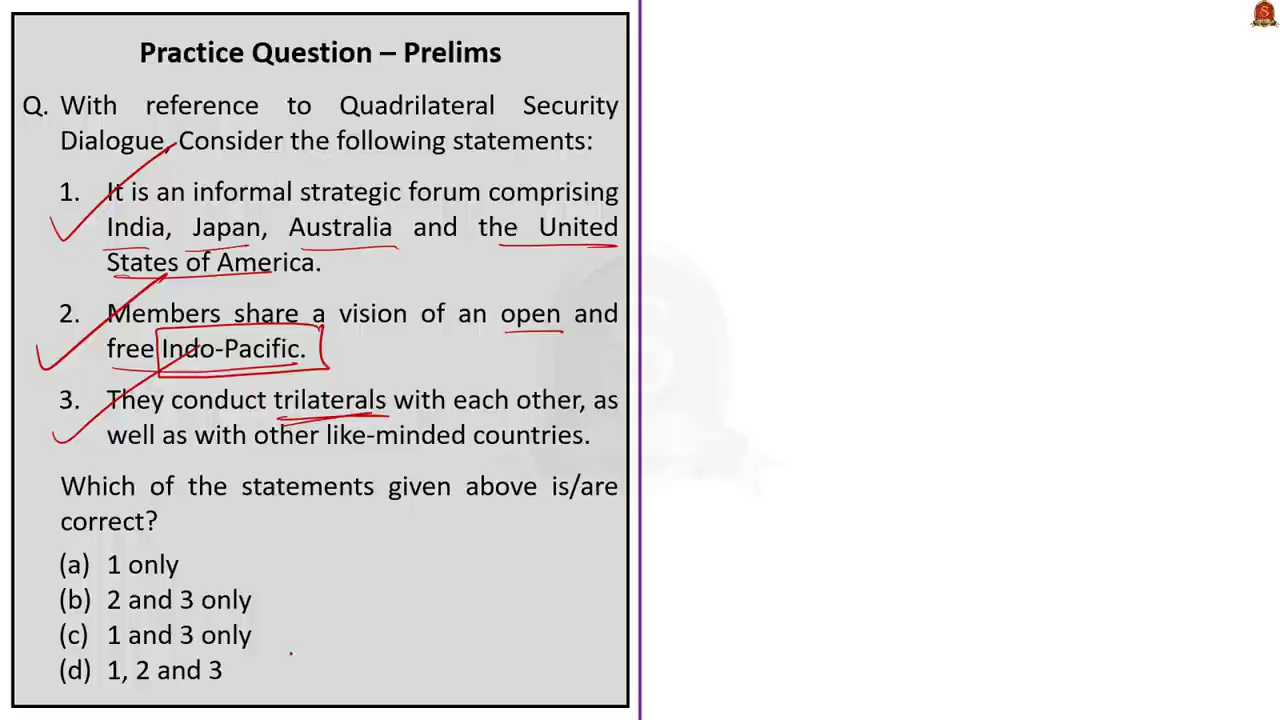 Practice Question – Prelims
Q. With reference to Quadrilateral Security
Dialogue, Consider the following statements:
1. It is an informal strategic forum comprising
India, Japan, Australia and the United
States of America.
2. Members share a vision of an open and
free Indo-Pacific.
3. They conduct trilaterals with each other, as
well as with other like-minded countries.
Which of the statements given above is/are
correct?
(a) 1 only
(b) 2 and 3 only
(c) 1 and 3 only
(d) 1, 2 and 3